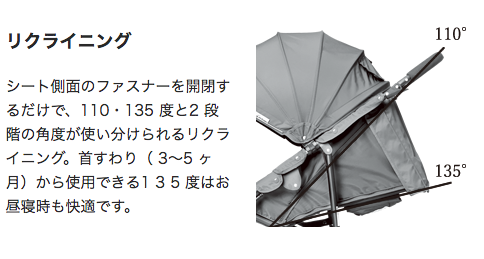 リクライニング
シート側面のファスナーを開閉す
るだけで、110・135 度と2 段
階の角度が使い分けられるリクラ
イニング。首すわり（ 3〜5 ヶ
月）から使用できる1 3 5 度はお
昼寝時も快適です。
110°
135°